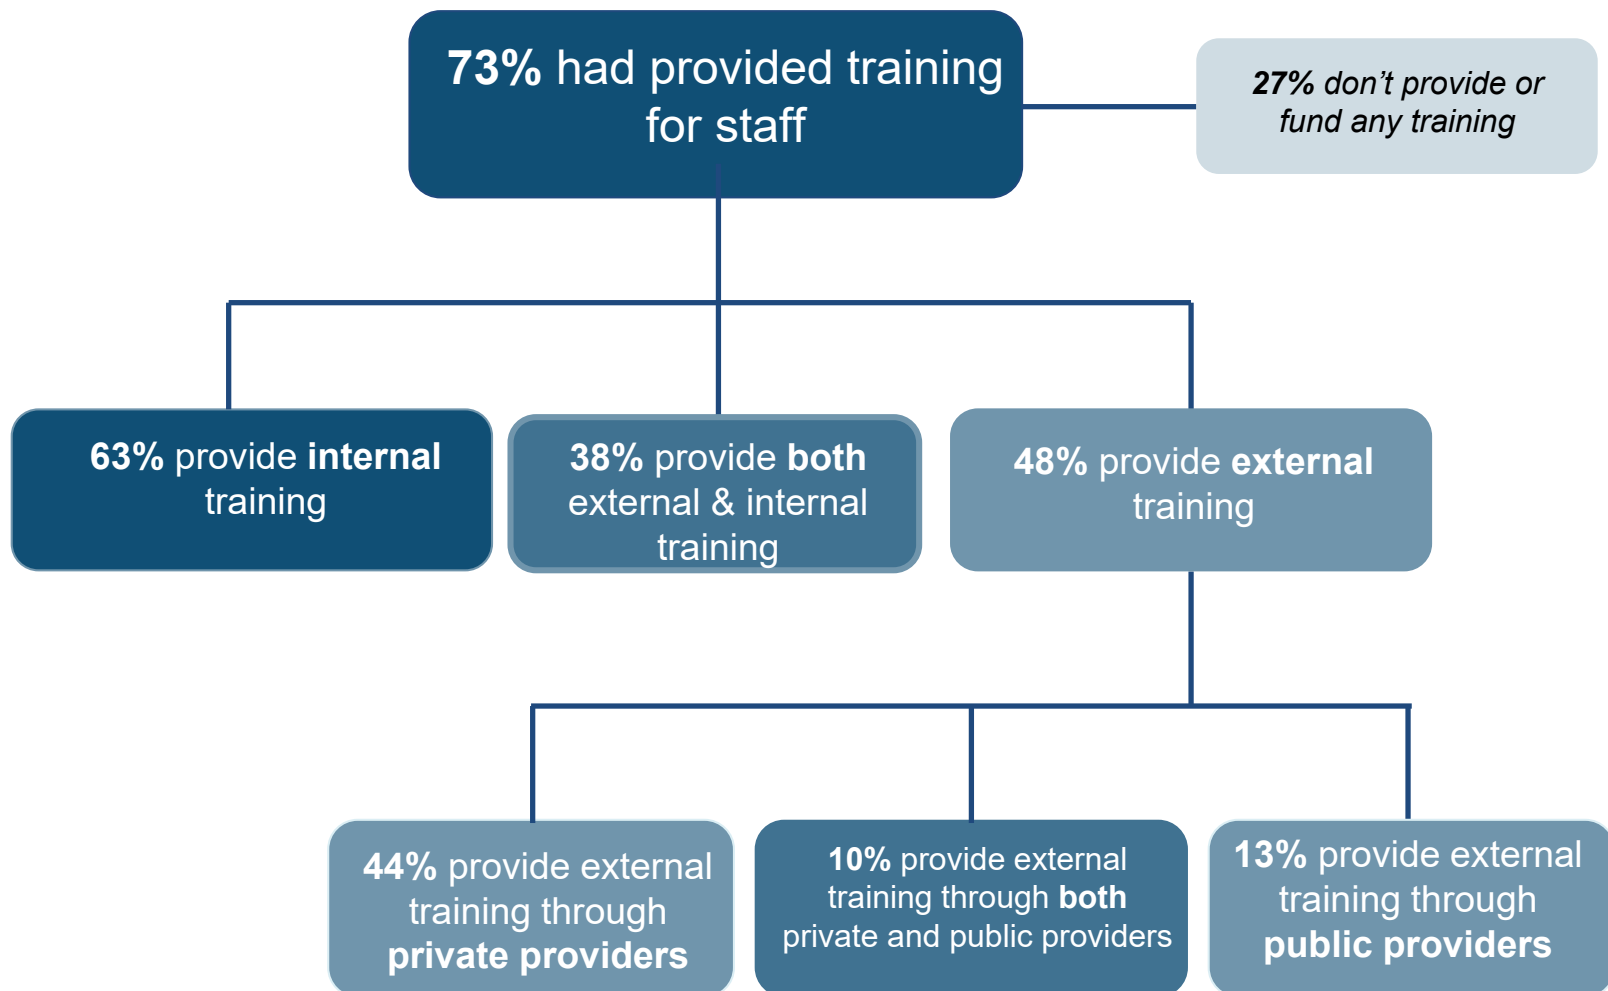 73% had provided training
for staff
27% don’t provide or
fund any training
63% provide internal
training
38% provide both
external & internal
training
48% provide external
training
44% provide external
training through
private providers
10% provide external
training through both
private and public providers
13% provide external
training through
public providers